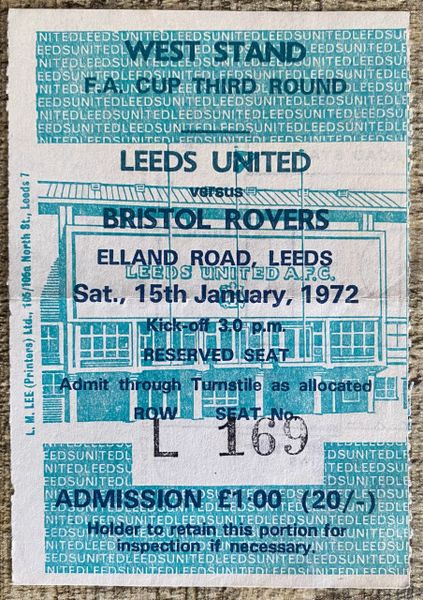 WEST STAND
F.A. CUP THIRD ROUND
LEEDS UNITED
versus
BRISTOL ROVERS
ELLAND ROAD, LEEDS
LEEDS UNITED A.F.C.
Sat., 15th January, 1972
Kick-off 3.0 p.m.
RESERVED SEAT
Admit through Turnstile as allocated
ROW SEAT No.
L 169
ADMISSION £1·00 (20/-)
Holder to retain this portion for
inspection if necessary.
L. M. LEE (Printers) Ltd., 165/166a North St., Leeds 7